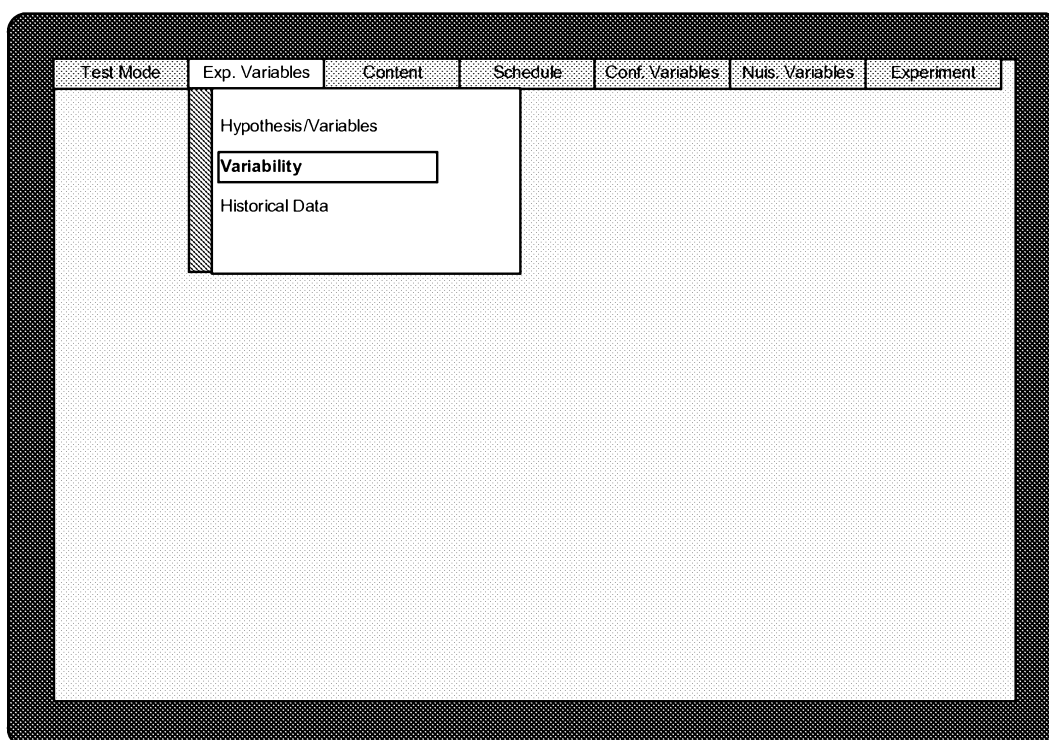 Test Mode Exp. Variables Content Schedule Conf. Variables Nuis. Variables Experiment
Hypothesis/Variables
Variability
Historical Data